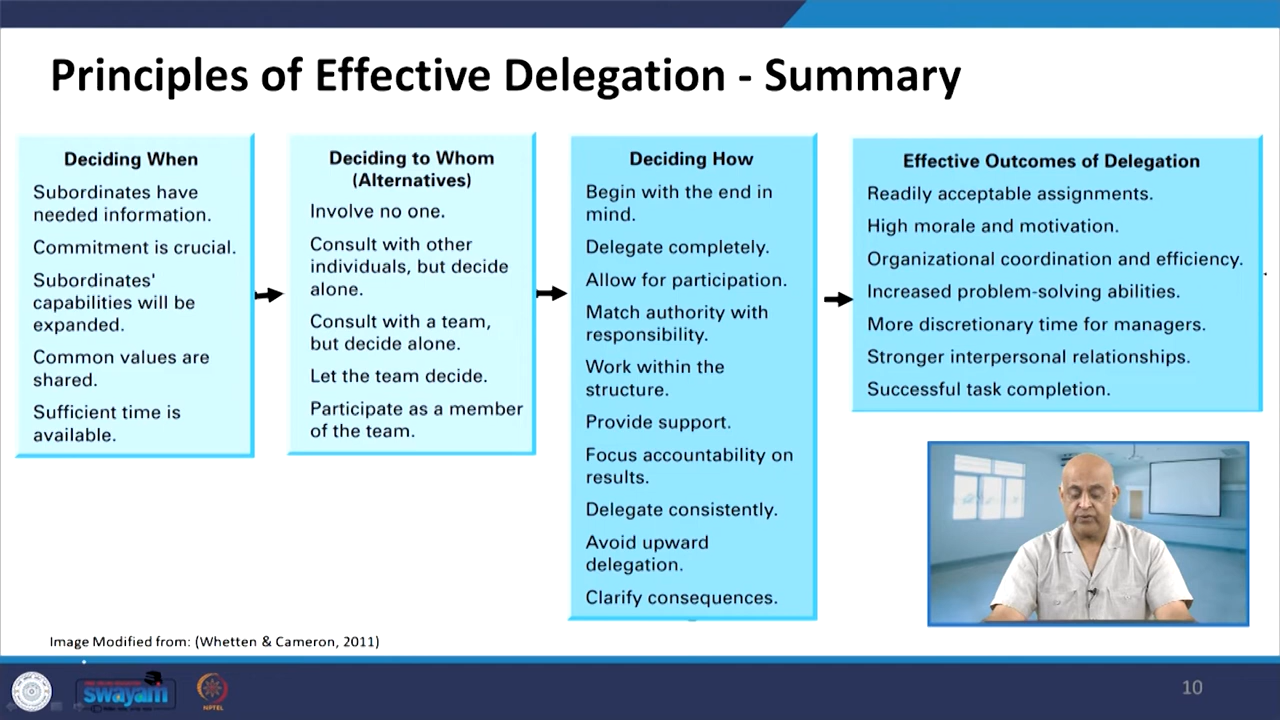 Principles of Effective Delegation - Summary
Deciding When
Subordinates have
needed information.
Commitment is crucial.
Subordinates'
capabilities will be
expanded.
Common values are
shared.
Sufficient time is
available.
Deciding to Whom
(Alternatives)
Involve no one.
Consult with other
individuals, but decide
alone.
Consult with a team,
but decide alone.
Let the team decide.
Participate as a member
of the team.
Deciding How
Begin with the end in
mind.
Delegate completely.
Allow for participation.
Match authority with
responsibility.
Work within the
structure.
Provide support.
Focus accountability on
results.
Delegate consistently.
Avoid upward
delegation.
Clarify consequences.
Effective Outcomes of Delegation
Readily acceptable assignments.
High morale and motivation.
Organizational coordination and efficiency.
Increased problem-solving abilities.
More discretionary time for managers.
Stronger interpersonal relationships.
Successful task completion.
Image Modified from: (Whetten & Cameron, 2011)
swayam
NPTEL
10